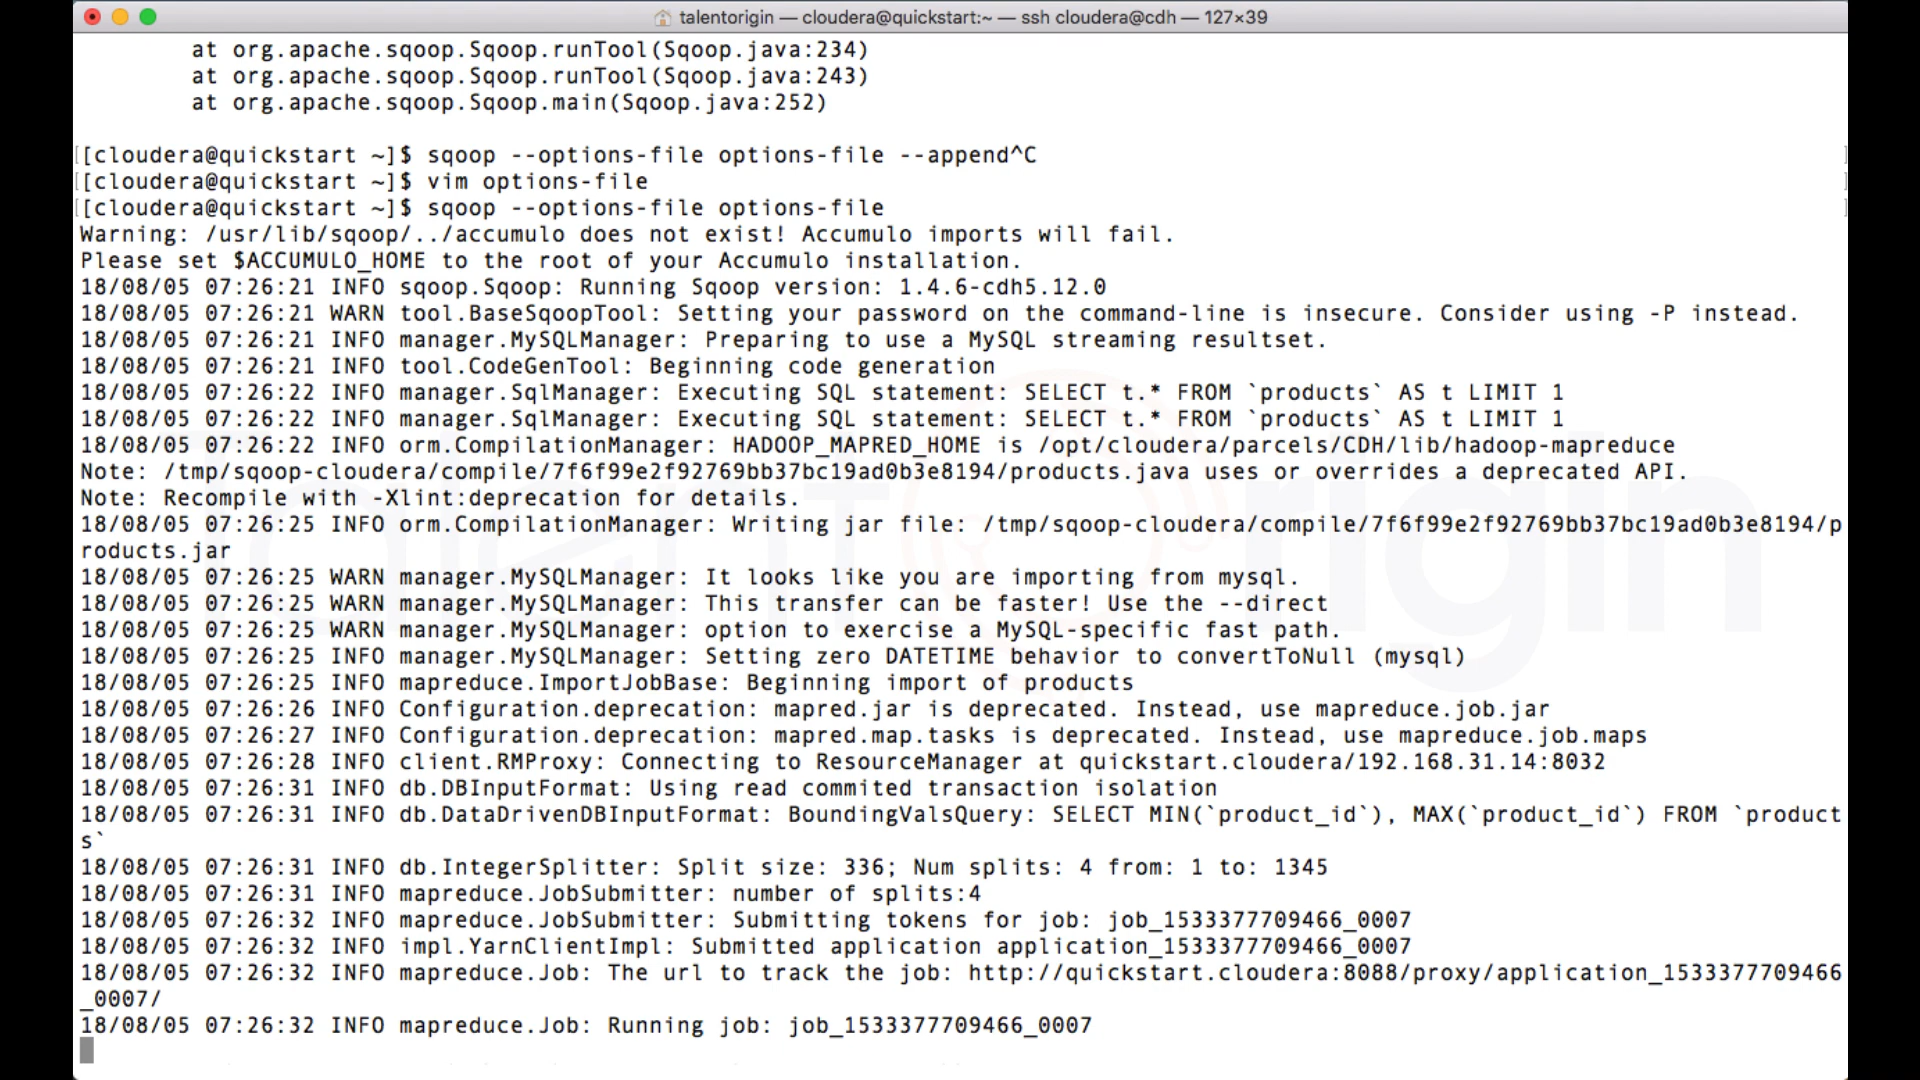 talentorigin — cloudera@quickstart:~ — ssh cloudera@cdh — 127×39
at org.apache.sqoop.Sqoop.runTool(Sqoop.java:234)
at org.apache.sqoop.Sqoop.runTool(Sqoop.java:243)
at org.apache.sqoop.Sqoop.main(Sqoop.java:252)
[[cloudera@quickstart ~]$ sqoop --options-file options-file --append^C ]
[[cloudera@quickstart ~]$ vim options-file ]
[[cloudera@quickstart ~]$ sqoop --options-file options-file ]
Warning: /usr/lib/sqoop/../accumulo does not exist! Accumulo imports will fail.
Please set $ACCUMULO_HOME to the root of your Accumulo installation.
18/08/05 07:26:21 INFO sqoop.Sqoop: Running Sqoop version: 1.4.6-cdh5.12.0
18/08/05 07:26:21 WARN tool.BaseSqoopTool: Setting your password on the command-line is insecure. Consider using -P instead.
18/08/05 07:26:21 INFO manager.MySQLManager: Preparing to use a MySQL streaming resultset.
18/08/05 07:26:21 INFO tool.CodeGenTool: Beginning code generation
18/08/05 07:26:22 INFO manager.SqlManager: Executing SQL statement: SELECT t.* FROM `products` AS t LIMIT 1
18/08/05 07:26:22 INFO manager.SqlManager: Executing SQL statement: SELECT t.* FROM `products` AS t LIMIT 1
18/08/05 07:26:22 INFO orm.CompilationManager: HADOOP_MAPRED_HOME is /opt/cloudera/parcels/CDH/lib/hadoop-mapreduce
Note: /tmp/sqoop-cloudera/compile/7f6f99e2f92769bb37bc19ad0b3e8194/products.java uses or overrides a deprecated API.
Note: Recompile with -Xlint:deprecation for details.
18/08/05 07:26:25 INFO orm.CompilationManager: Writing jar file: /tmp/sqoop-cloudera/compile/7f6f99e2f92769bb37bc19ad0b3e8194/p
roducts.jar
18/08/05 07:26:25 WARN manager.MySQLManager: It looks like you are importing from mysql.
18/08/05 07:26:25 WARN manager.MySQLManager: This transfer can be faster! Use the --direct
18/08/05 07:26:25 WARN manager.MySQLManager: option to exercise a MySQL-specific fast path.
18/08/05 07:26:25 INFO manager.MySQLManager: Setting zero DATETIME behavior to convertToNull (mysql)
18/08/05 07:26:25 INFO mapreduce.ImportJobBase: Beginning import of products
18/08/05 07:26:26 INFO Configuration.deprecation: mapred.jar is deprecated. Instead, use mapreduce.job.jar
18/08/05 07:26:27 INFO Configuration.deprecation: mapred.map.tasks is deprecated. Instead, use mapreduce.job.maps
18/08/05 07:26:28 INFO client.RMProxy: Connecting to ResourceManager at quickstart.cloudera/192.168.31.14:8032
18/08/05 07:26:31 INFO db.DBInputFormat: Using read commited transaction isolation
18/08/05 07:26:31 INFO db.DataDrivenDBInputFormat: BoundingValsQuery: SELECT MIN(`product_id`), MAX(`product_id`) FROM `product
s`
18/08/05 07:26:31 INFO db.IntegerSplitter: Split size: 336; Num splits: 4 from: 1 to: 1345
18/08/05 07:26:31 INFO mapreduce.JobSubmitter: number of splits:4
18/08/05 07:26:32 INFO mapreduce.JobSubmitter: Submitting tokens for job: job_1533377709466_0007
18/08/05 07:26:32 INFO impl.YarnClientImpl: Submitted application application_1533377709466_0007
18/08/05 07:26:32 INFO mapreduce.Job: The url to track the job: http://quickstart.cloudera:8088/proxy/application_1533377709466
_0007/
18/08/05 07:26:32 INFO mapreduce.Job: Running job: job_1533377709466_0007
talentOrigin